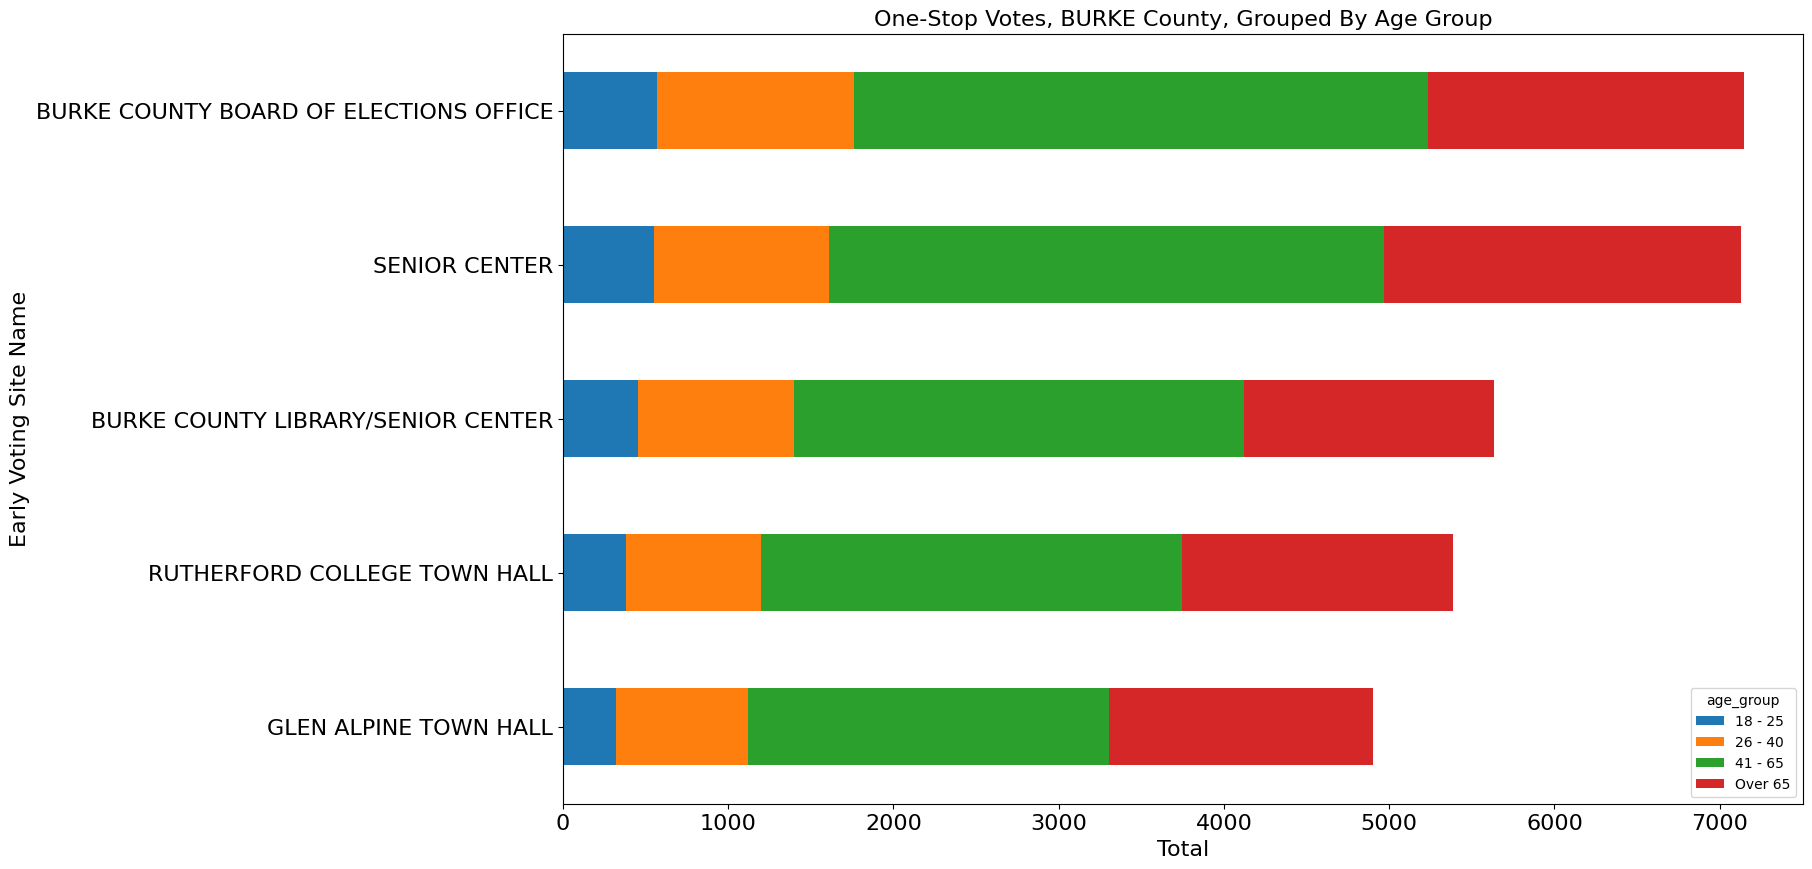 One-Stop Votes, BURKE County, Grouped By Age Group
Early Voting Site Name
BURKE COUNTY BOARD OF ELECTIONS OFFICE
SENIOR CENTER
BURKE COUNTY LIBRARY/SENIOR CENTER
RUTHERFORD COLLEGE TOWN HALL
GLEN ALPINE TOWN HALL
age_group
18 - 25
26 - 40
41 - 65
Over 65
0 1000 2000 3000 4000 5000 6000 7000
Total